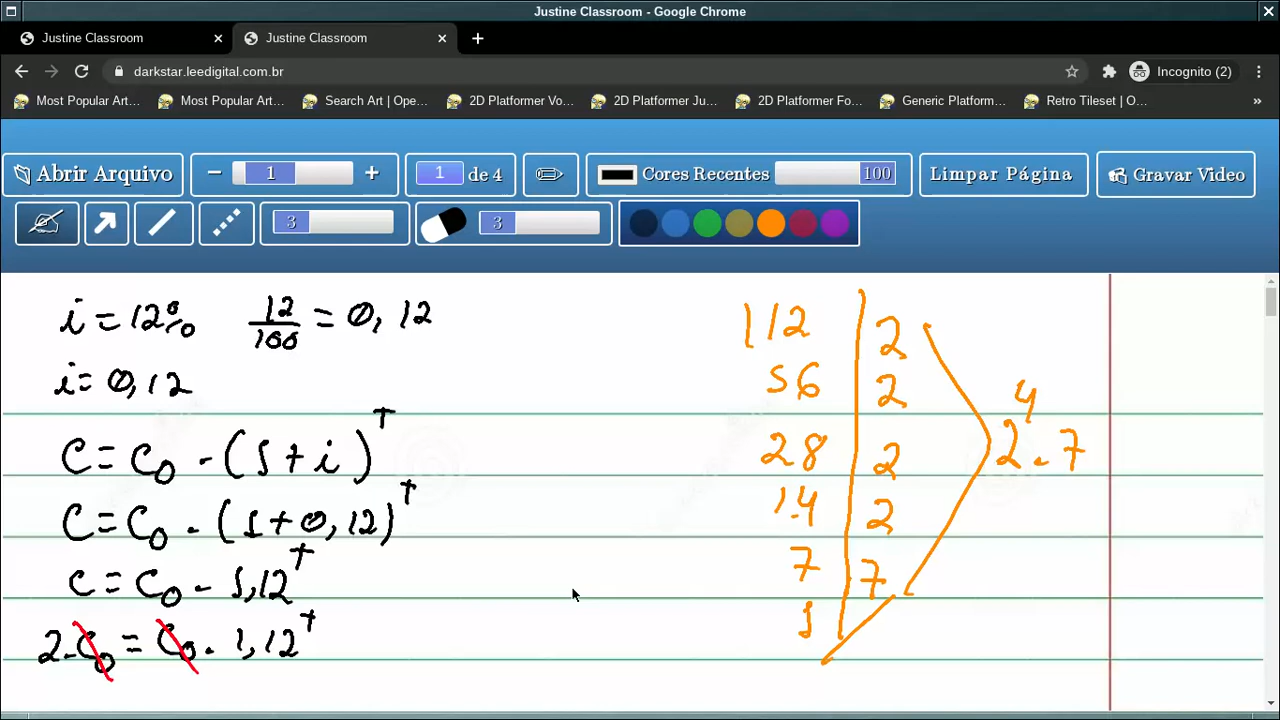 Justine Classroom - Google Chrome
Justine Classroom
Justine Classroom
darkstar.leedigital.com.br
Incognito (2)
Most Popular Art…
Most Popular Art…
Search Art | Ope…
2D Platformer Vo…
2D Platformer Ju…
2D Platformer Fo…
Generic Platform…
Retro Tileset | O…
»
Abrir Arquivo
− 1 +
1 de 4
Cores Recentes 100
Limpar Página
Gravar Video
3
3
i = 12% 12/100 = 0,12
i = 0,12
C = C₀ · (1 + i)^t
C = C₀ · (1 + 0,12)^t
C = C₀ · 1,12^t
2·C₀ = C₀ · 1,12^t
112 | 2
56 | 2
28 | 2
14 | 2
7 | 7
1
2⁴ · 7